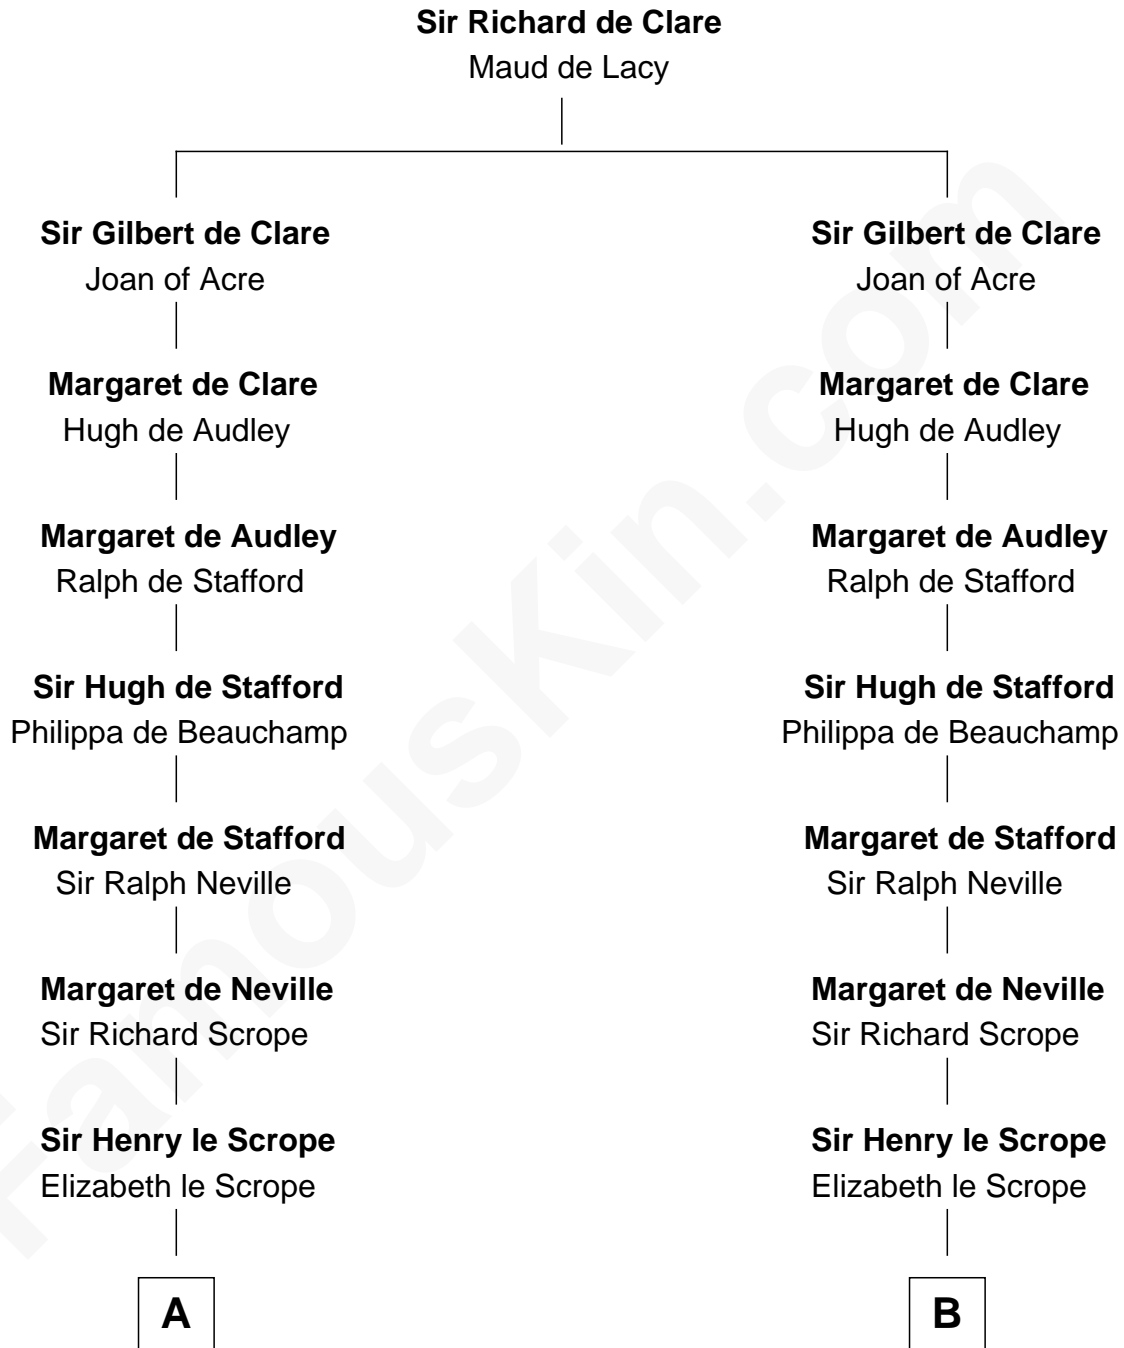 Sir Richard de Clare
Maud de Lacy
Sir Gilbert de Clare
Joan of Acre
Margaret de Clare
Hugh de Audley
Margaret de Audley
Ralph de Stafford
Sir Hugh de Stafford
Philippa de Beauchamp
Margaret de Stafford
Sir Ralph Neville
Margaret de Neville
Sir Richard Scrope
Sir Henry le Scrope
Elizabeth le Scrope
A
Sir Gilbert de Clare
Joan of Acre
Margaret de Clare
Hugh de Audley
Margaret de Audley
Ralph de Stafford
Sir Hugh de Stafford
Philippa de Beauchamp
Margaret de Stafford
Sir Ralph Neville
Margaret de Neville
Sir Richard Scrope
Sir Henry le Scrope
Elizabeth le Scrope
B
FamousKin.com